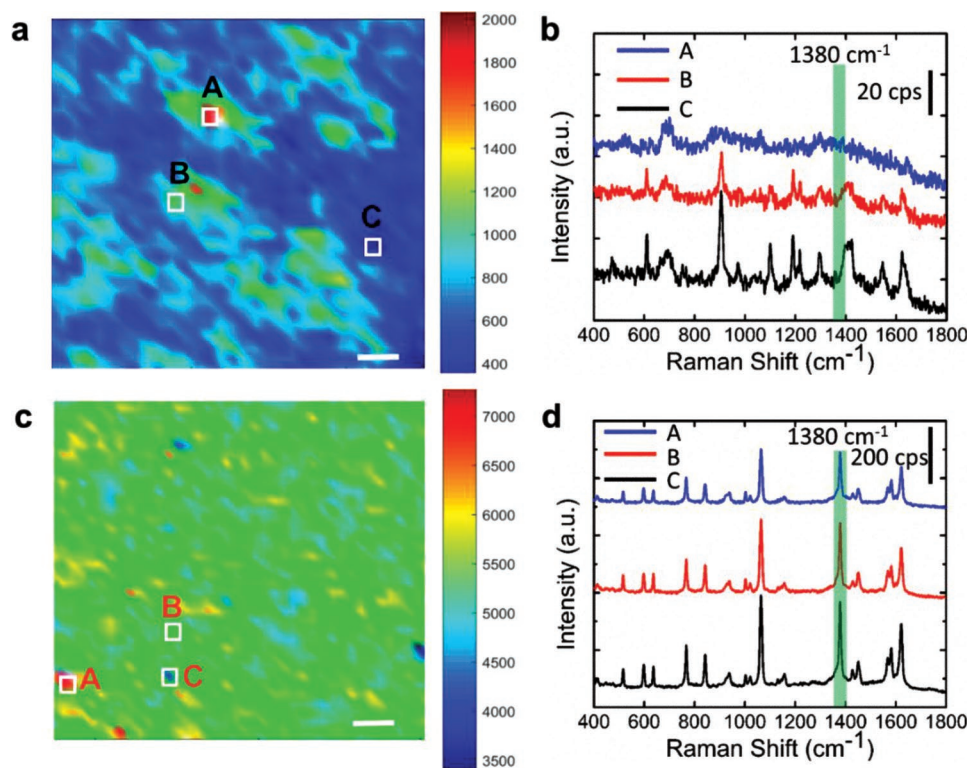 a
A
B
C
2000
1800
1600
1400
1200
1000
800
600
400
b
A
B
C
1380 cm⁻¹
20 cps
Intensity (a.u.)
400 600 800 1000 1200 1400 1600 1800
Raman Shift (cm⁻¹)
c
B
A
C
7000
6500
6000
5500
5000
4500
4000
3500
d
A
B
C
1380 cm⁻¹
200 cps
Intensity (a.u.)
400 600 800 1000 1200 1400 1600 1800
Raman Shift (cm⁻¹)